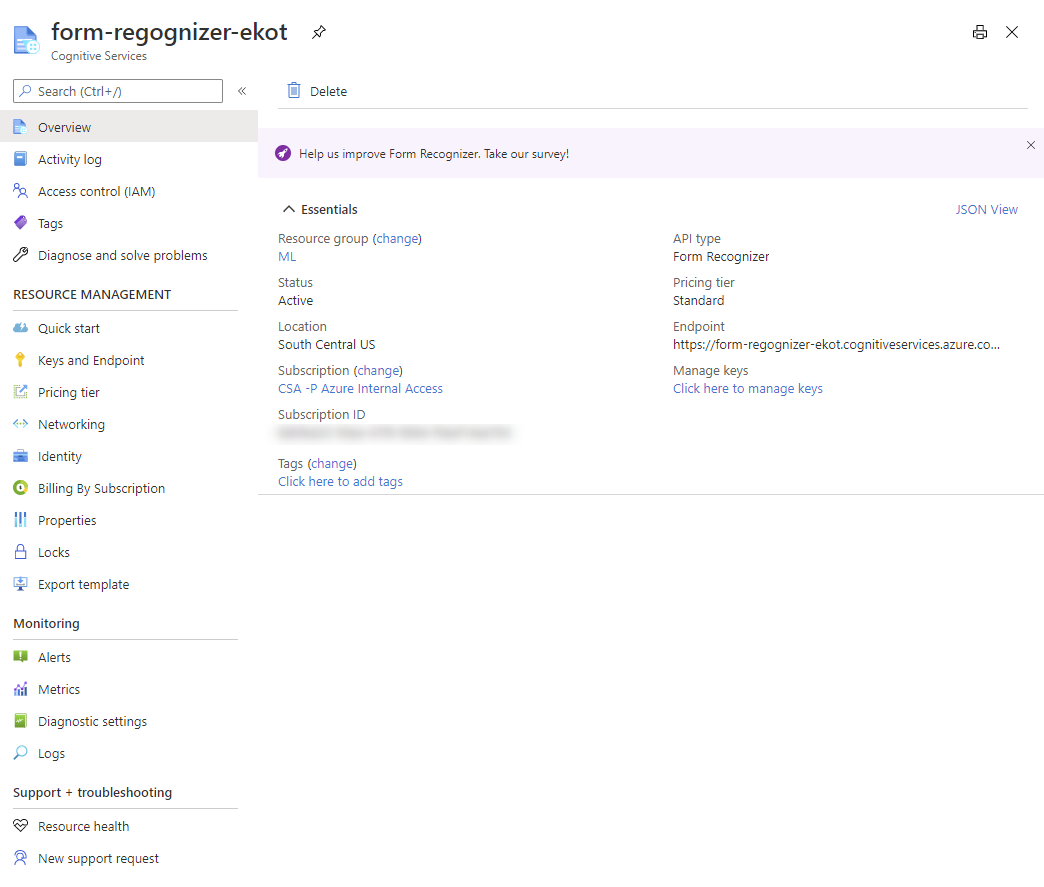 form-regognizer-ekot
Cognitive Services
Search (Ctrl+/)
«
Overview
Activity log
Access control (IAM)
Tags
Diagnose and solve problems
RESOURCE MANAGEMENT
Quick start
Keys and Endpoint
Pricing tier
Networking
Identity
Billing By Subscription
Properties
Locks
Export template
Monitoring
Alerts
Metrics
Diagnostic settings
Logs
Support + troubleshooting
Resource health
New support request
Delete
Help us improve Form Recognizer. Take our survey!
Essentials
JSON View
Resource group (change)
ML
Status
Active
Location
South Central US
Subscription (change)
CSA -P Azure Internal Access
Subscription ID
Tags (change)
Click here to add tags
API type
Form Recognizer
Pricing tier
Standard
Endpoint
https://form-regognizer-ekot.cognitiveservices.azure.co...
Manage keys
Click here to manage keys